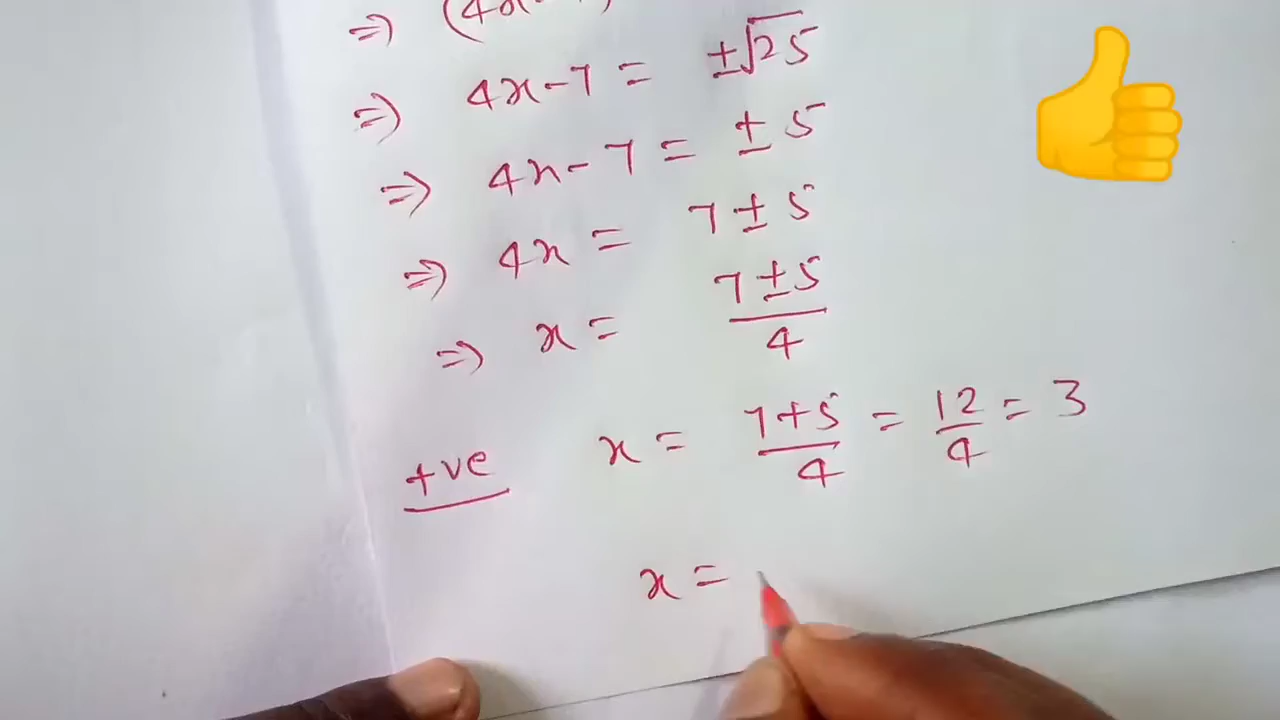 ⇒ (4x
⇒ 4x-7 = ±√25
⇒ 4x-7 = ±5
⇒ 4x = 7±5
⇒ x = 7±5/4
+ve x = 7+5/4 = 12/4 = 3
x =